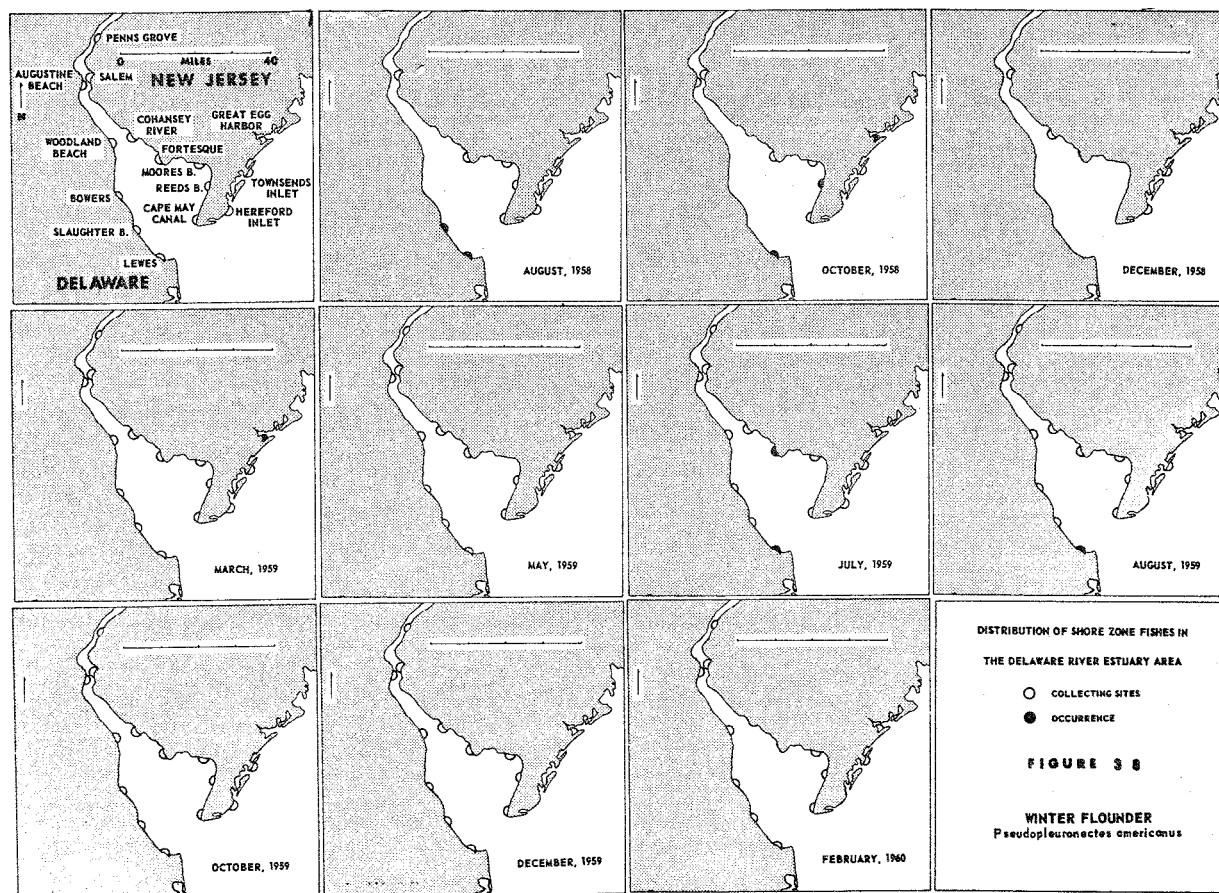 PENNS GROVE
0 MILES 40
AUGUSTINE
BEACH
SALEM
NEW JERSEY
N
COHANSEY
RIVER
GREAT EGG
HARBOR
WOODLAND
BEACH
FORTESQUE
MOORES B.
REEDS B.
TOWNSENDS
INLET
BOWERS
CAPE MAY
CANAL
HEREFORD
INLET
SLAUGHTER B.
LEWES
DELAWARE
AUGUST, 1958
OCTOBER, 1958
DECEMBER, 1958
MARCH, 1959
MAY, 1959
JULY, 1959
AUGUST, 1959
OCTOBER, 1959
DECEMBER, 1959
FEBRUARY, 1960
DISTRIBUTION OF SHORE ZONE FISHES IN
THE DELAWARE RIVER ESTUARY AREA
COLLECTING SITES
OCCURRENCE
FIGURE 38
WINTER FLOUNDER
Pseudopleuronectes americanus